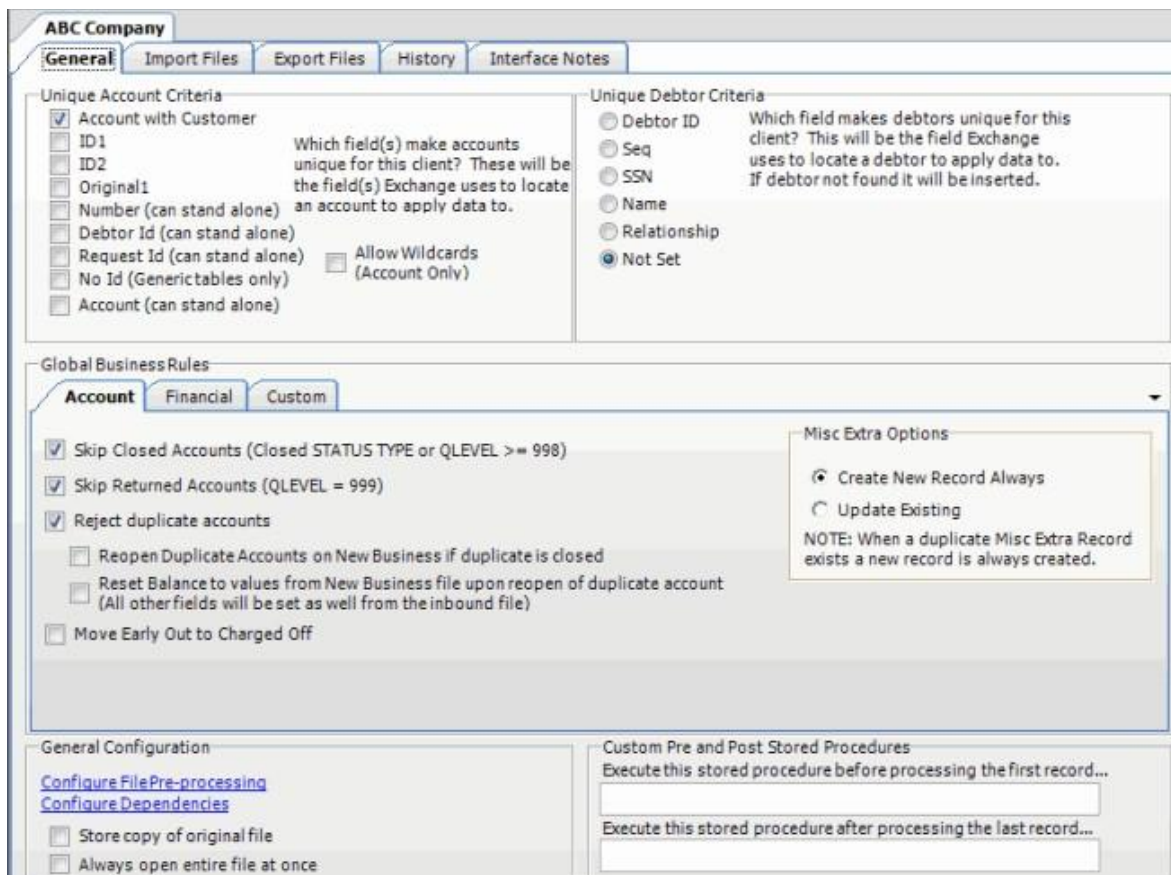 ABC Company
General
Import Files
Export Files
History
Interface Notes
Unique Account Criteria
Account with Customer
ID1
ID2
Original1
Number (can stand alone)
Debtor Id (can stand alone)
Request Id (can stand alone)
No Id (Generic tables only)
Account (can stand alone)
Which field(s) make accounts
unique for this client? These will be
the field(s) Exchange uses to locate
an account to apply data to.
Allow Wildcards
(Account Only)
Unique Debtor Criteria
Debtor ID
Seq
SSN
Name
Relationship
Not Set
Which field makes debtors unique for this
client? This will be the field Exchange
uses to locate a debtor to apply data to.
If debtor not found it will be inserted.
Global Business Rules
Account
Financial
Custom
Skip Closed Accounts (Closed STATUS TYPE or QLEVEL >= 998)
Skip Returned Accounts (QLEVEL = 999)
Reject duplicate accounts
Reopen Duplicate Accounts on New Business if duplicate is closed
Reset Balance to values from New Business file upon reopen of duplicate account
(All other fields will be set as well from the inbound file)
Move Early Out to Charged Off
Misc Extra Options
Create New Record Always
Update Existing
NOTE: When a duplicate Misc Extra Record
exists a new record is always created.
General Configuration
Configure File Pre-processing
Configure Dependencies
Store copy of original file
Always open entire file at once
Custom Pre and Post Stored Procedures
Execute this stored procedure before processing the first record...
Execute this stored procedure after processing the last record...